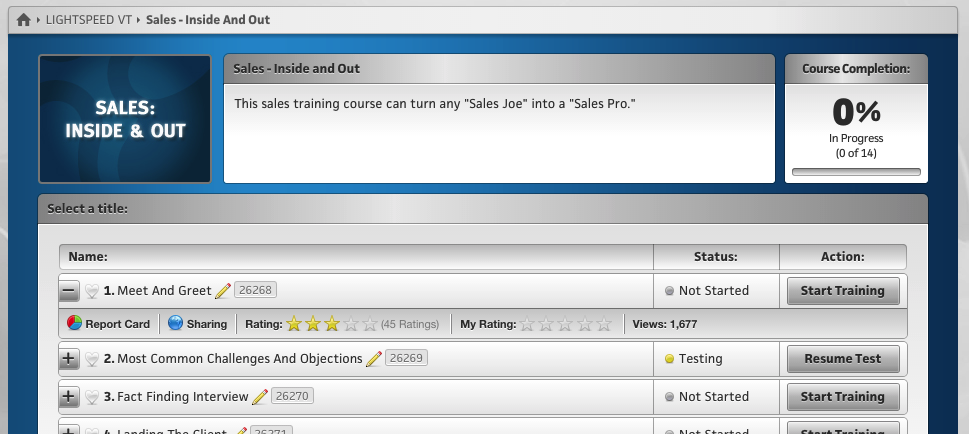 LIGHTSPEED VT Sales - Inside And Out
SALES:
INSIDE & OUT
Sales - Inside and Out
This sales training course can turn any "Sales Joe" into a "Sales Pro."
Course Completion:
0%
In Progress
(0 of 14)
Select a title:
Name: Status: Action:
1. Meet And Greet 26268 Not Started Start Training
Report Card Sharing Rating: (45 Ratings) My Rating: Views: 1,677
2. Most Common Challenges And Objections 26269 Testing Resume Test
3. Fact Finding Interview 26270 Not Started Start Training
4. Landing The Client 26271 Not Started Start Training